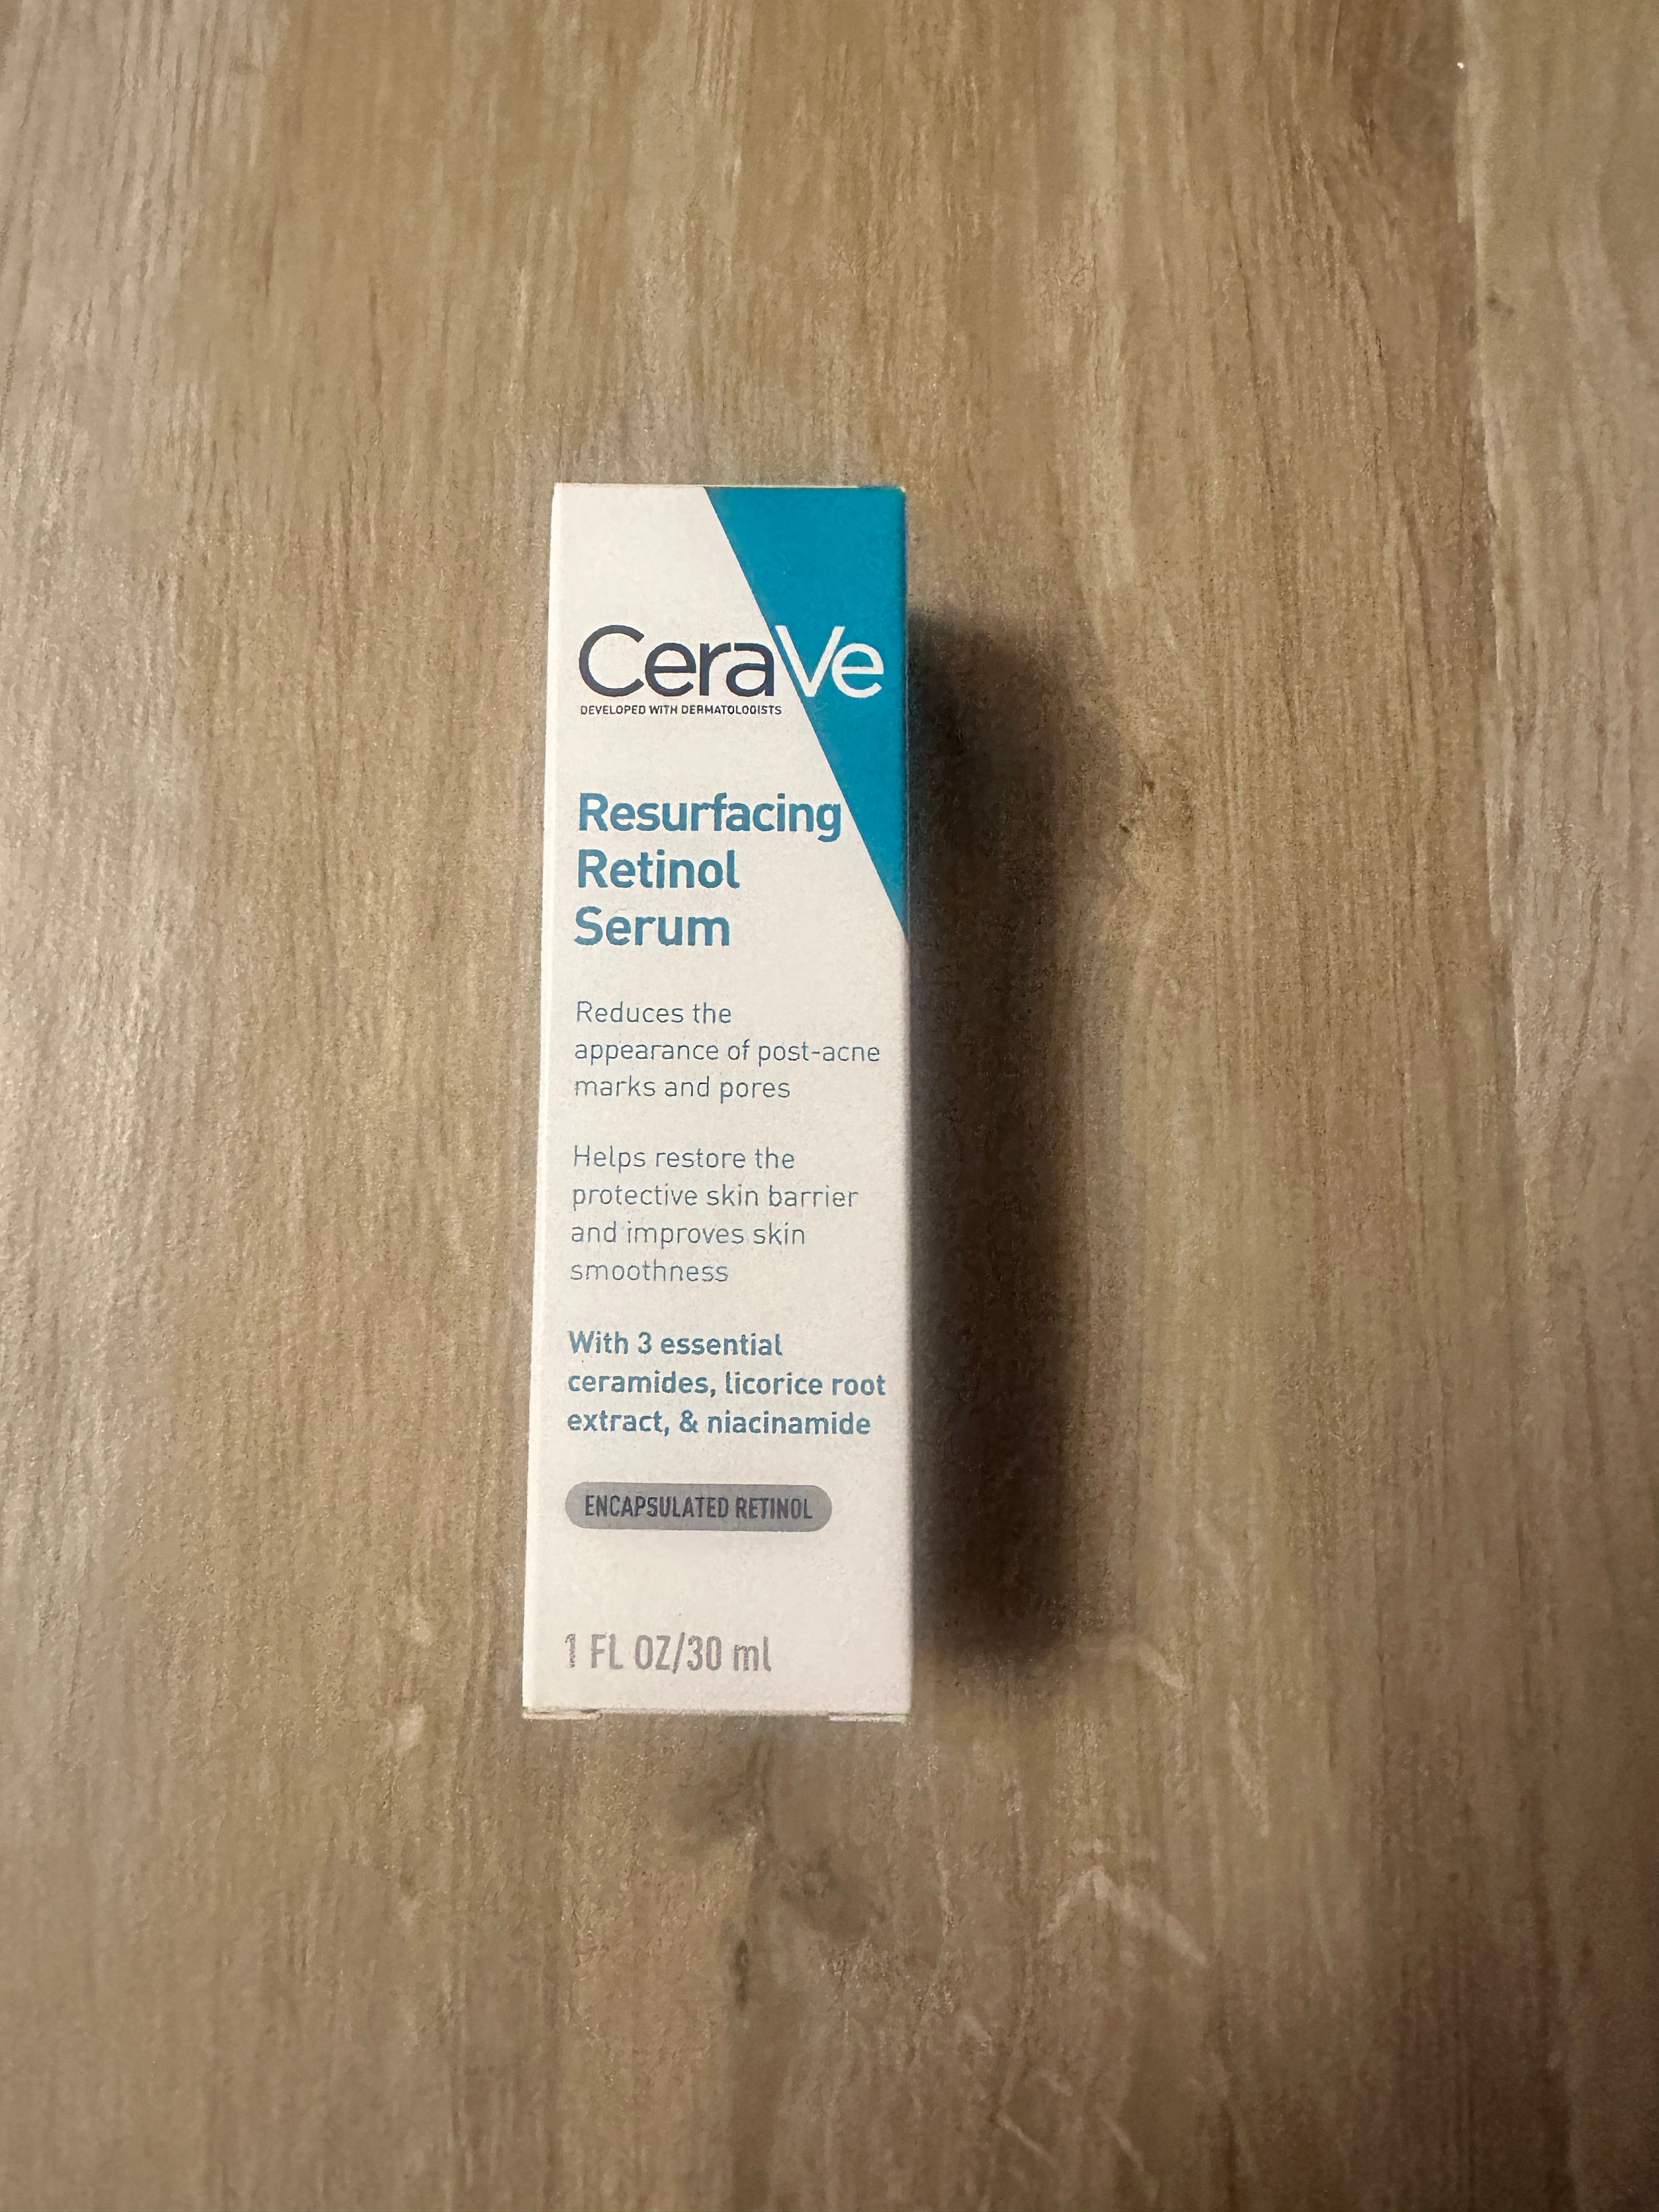 CeraVe
DEVELOPED WITH DERMATOLOGISTS
Resurfacing
Retinol
Serum
Reduces the
appearance of post-acne
marks and pores
Helps restore the
protective skin barrier
and improves skin
smoothness
With 3 essential
ceramides, licorice root
extract, & niacinamide
ENCAPSULATED RETINOL
1 FL OZ/30 ml